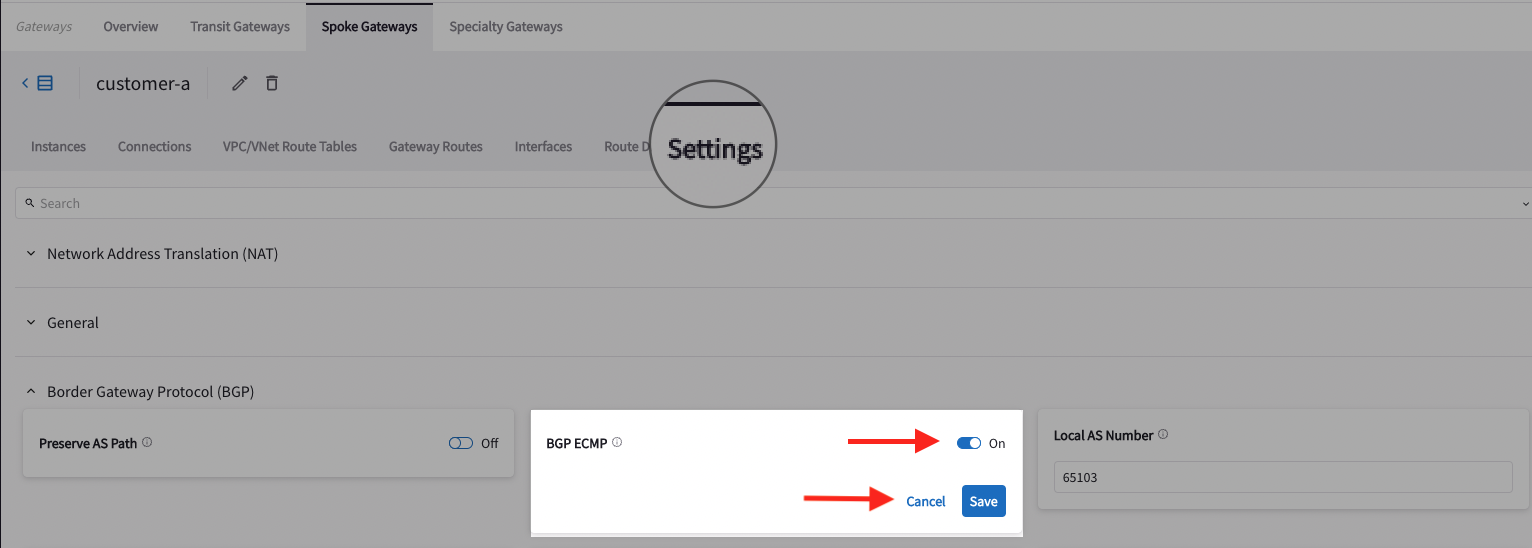 Gateways Overview Transit Gateways Spoke Gateways Specialty Gateways
customer-a
Instances Connections VPC/VNet Route Tables Gateway Routes Interfaces Route D Settings
Search
Network Address Translation (NAT)
General
Border Gateway Protocol (BGP)
Preserve AS Path Off
BGP ECMP On
Cancel Save
Local AS Number
65103